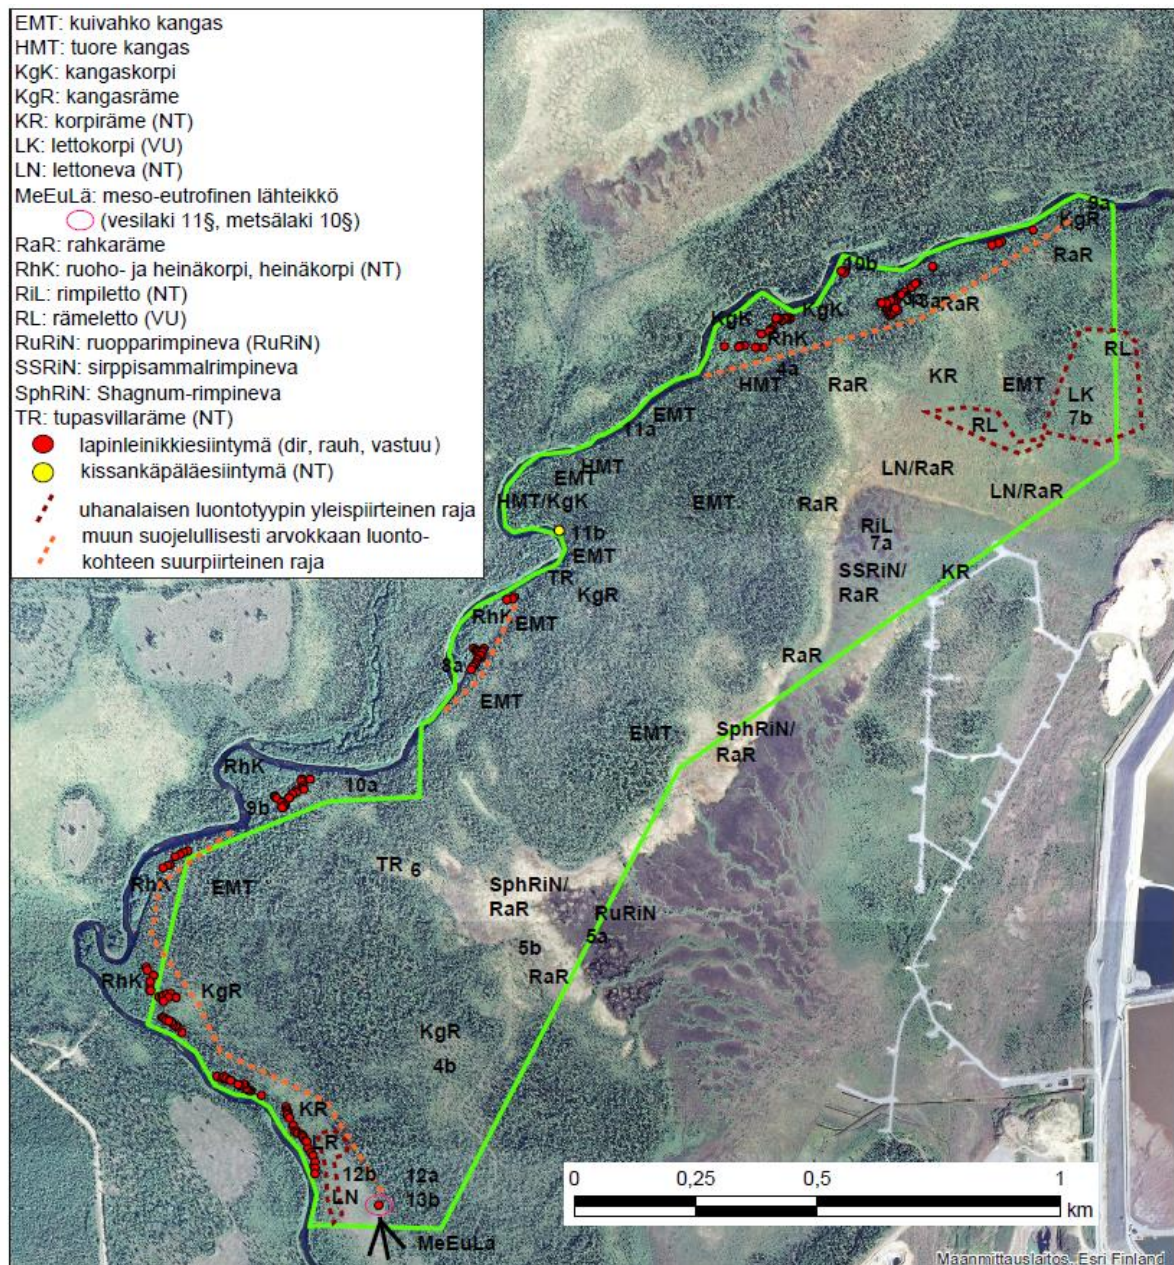 EMT: kuivahko kangas
HMT: tuore kangas
KgK: kangaskorpi
KgR: kangasräme
KR: korpiräme (NT)
LK: lettokorpi (VU)
LN: lettoneva (NT)
MeEuLä: meso-eutrofinen lähteikkö
(vesilaki 11§, metsälaki 10§)
RaR: rahkaräme
RhK: ruoho- ja heinäkorpi, heinäkorpi (NT)
RiL: rimpiletto (NT)
RL: rämeletto (VU)
RuRiN: ruopparimpineva (RuRiN)
SSRiN: sirppisammalrimpineva
SphRiN: Shagnum-rimpineva
TR: tupasvillaräme (NT)
lapinleinikkiesiintymä (dir, rauh, vastuu)
kissankäpäläesiintymä (NT)
uhanalaisen luontotyypin yleispiirteinen raja
muun suojelullisesti arvokkaan luonto-
kohteen suurpiirteinen raja
9a
KgR
RaR
10b
RaR
KgK
KgK
RhK
4a
HMT
RaR
KR
EMT
RL
LK
7b
RL
EMT
11a
HMT
EMT
HMT/KgK
EMT
RaR
LN/RaR
LN/RaR
RiL
7a
11b
EMT
TR
KgR
SSRiN/
RaR
KR
RhK
EMT
8a
EMT
RaR
EMT
SphRiN/
RaR
RhK
10a
9b
TR 6
RhK
EMT
SphRiN/
RaR
RuRiN
5a
5b
RaR
RhK
KgR
KgR
4b
KR
LR
12b
12a
LN
13b
MeEuLä
0 0,25 0,5 1
km
Maanmittauslaitos, Esri Finland